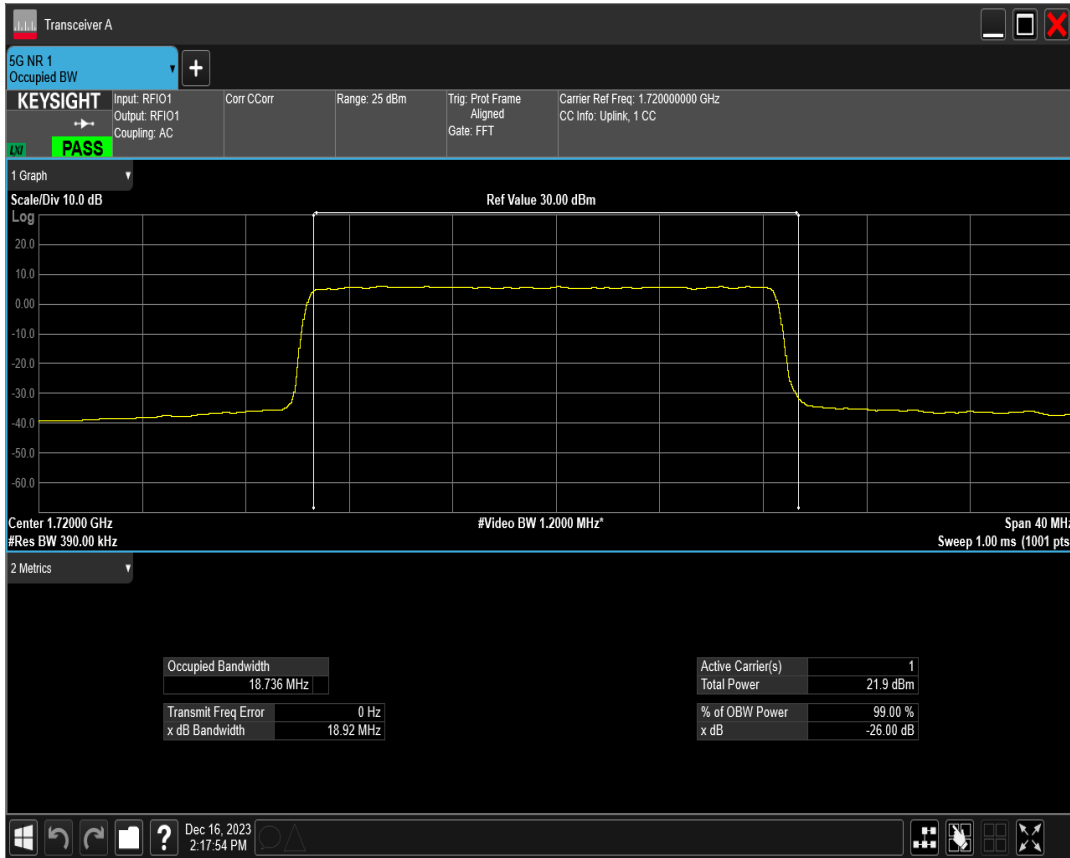 Transceiver A
5G NR 1
Occupied BW
+
KEYSIGHT
LXI
PASS
Input: RFIO1
Output: RFIO1
Coupling: AC
Corr CCorr
Range: 25 dBm
Trig: Prot Frame
Aligned
Gate: FFT
Carrier Ref Freq: 1.720000000 GHz
CC Info: Uplink, 1 CC
1 Graph
Scale/Div 10.0 dB
Ref Value 30.00 dBm
Log
20.0
10.0
0.00
-10.0
-20.0
-30.0
-40.0
-50.0
-60.0
Center 1.72000 GHz
#Video BW 1.2000 MHz*
Span 40 MHz
#Res BW 390.00 kHz
Sweep 1.00 ms (1001 pts
2 Metrics
Occupied Bandwidth
18.736 MHz
Transmit Freq Error 0 Hz
x dB Bandwidth 18.92 MHz
Active Carrier(s) 1
Total Power 21.9 dBm
% of OBW Power 99.00 %
x dB -26.00 dB
?
Dec 16, 2023
2:17:54 PM